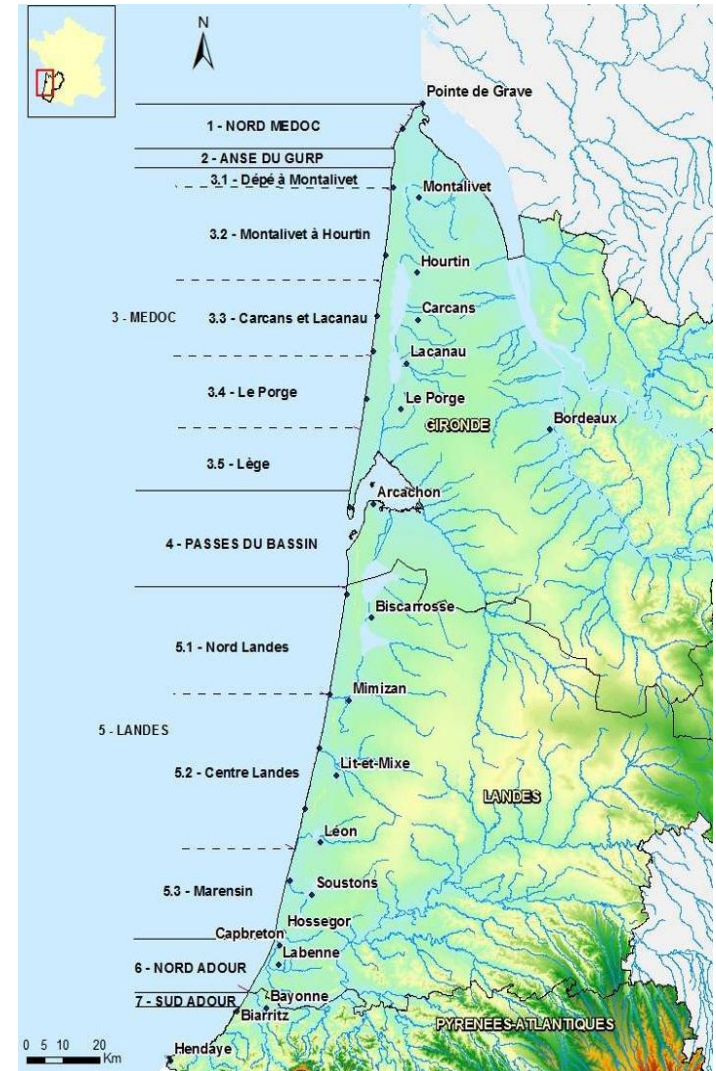 N
Pointe de Grave
1 - NORD MEDOC
2 - ANSE DU GURP
3.1 - Dépé à Montalivet
Montalivet
3.2 - Montalivet à Hourtin
Hourtin
3 - MEDOC
3.3 - Carcans et Lacanau
Carcans
Lacanau
3.4 - Le Porge
Le Porge
GIRONDE
Bordeaux
3.5 - Lège
Arcachon
4 - PASSES DU BASSIN
Biscarrosse
5.1 - Nord Landes
Mimizan
5 - LANDES
5.2 - Centre Landes
Lit-et-Mixe
LANDES
Léon
5.3 - Marensin
Soustons
Hossegor
Capbreton
Labenne
6 - NORD ADOUR
7 - SUD ADOUR
Bayonne
Biarritz
PYRENEES-ATLANTIQUES
Hendaye
0 5 10 20
Km